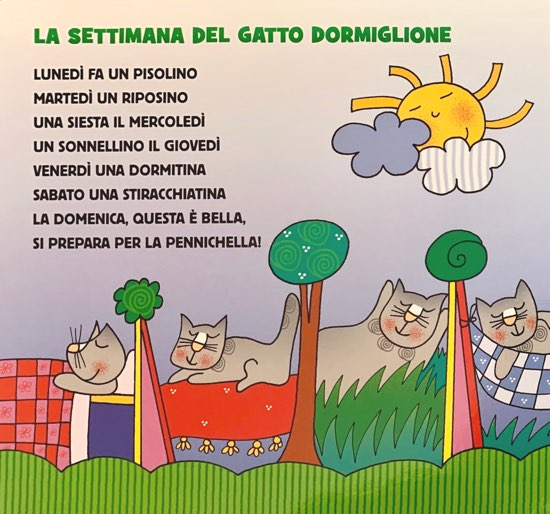 LA SETTIMANA DEL GATTO DORMIGLIONE
LUNEDÌ FA UN PISOLINO
MARTEDÌ UN RIPOSINO
UNA SIESTA IL MERCOLEDÌ
UN SONNELLINO IL GIOVEDÌ
VENERDÌ UNA DORMITINA
SABATO UNA STIRACCHIATINA
LA DOMENICA, QUESTA È BELLA,
SI PREPARA PER LA PENNICHELLA!